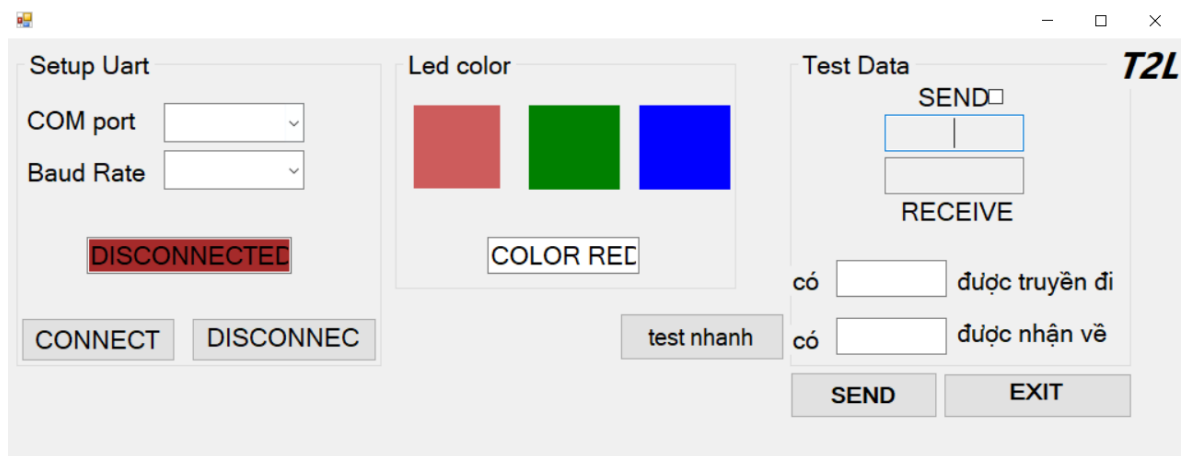 Setup Uart
COM port
Baud Rate
DISCONNECTED
CONNECT
DISCONNEC
Led color
COLOR RED
test nhanh
Test Data
T2L
SEND
RECEIVE
có được truyền đi
có được nhận về
SEND
EXIT